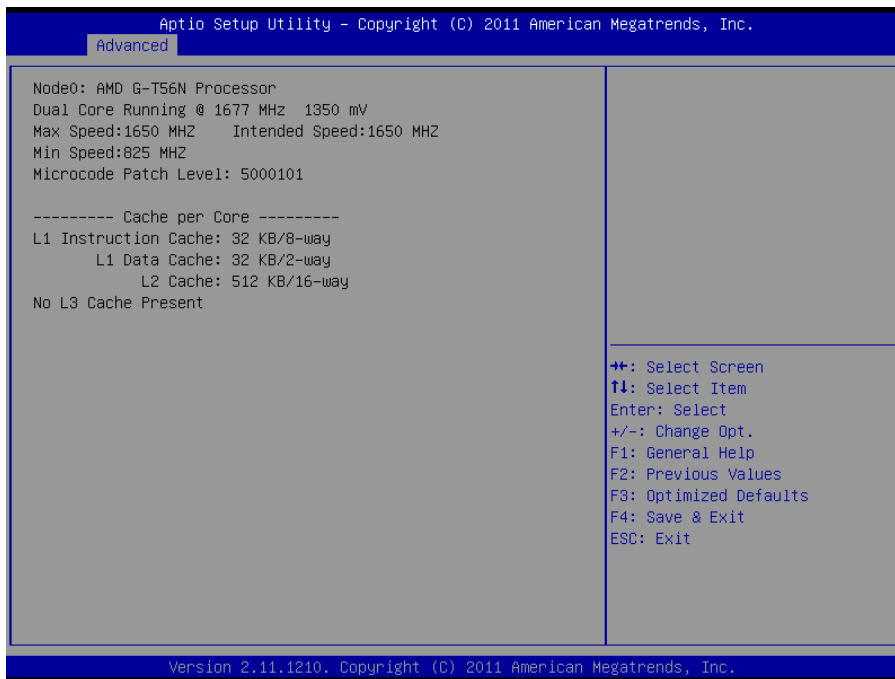 Aptio Setup Utility – Copyright (C) 2011 American Megatrends, Inc.
Advanced
Node0: AMD G-T56N Processor
Dual Core Running @ 1677 MHz 1350 mV
Max Speed:1650 MHZ Intended Speed:1650 MHZ
Min Speed:825 MHZ
Microcode Patch Level: 5000101
--------- Cache per Core ---------
L1 Instruction Cache: 32 KB/8-way
L1 Data Cache: 32 KB/2-way
L2 Cache: 512 KB/16-way
No L3 Cache Present
→←: Select Screen
↑↓: Select Item
Enter: Select
+/-: Change Opt.
F1: General Help
F2: Previous Values
F3: Optimized Defaults
F4: Save & Exit
ESC: Exit
Version 2.11.1210. Copyright (C) 2011 American Megatrends, Inc.